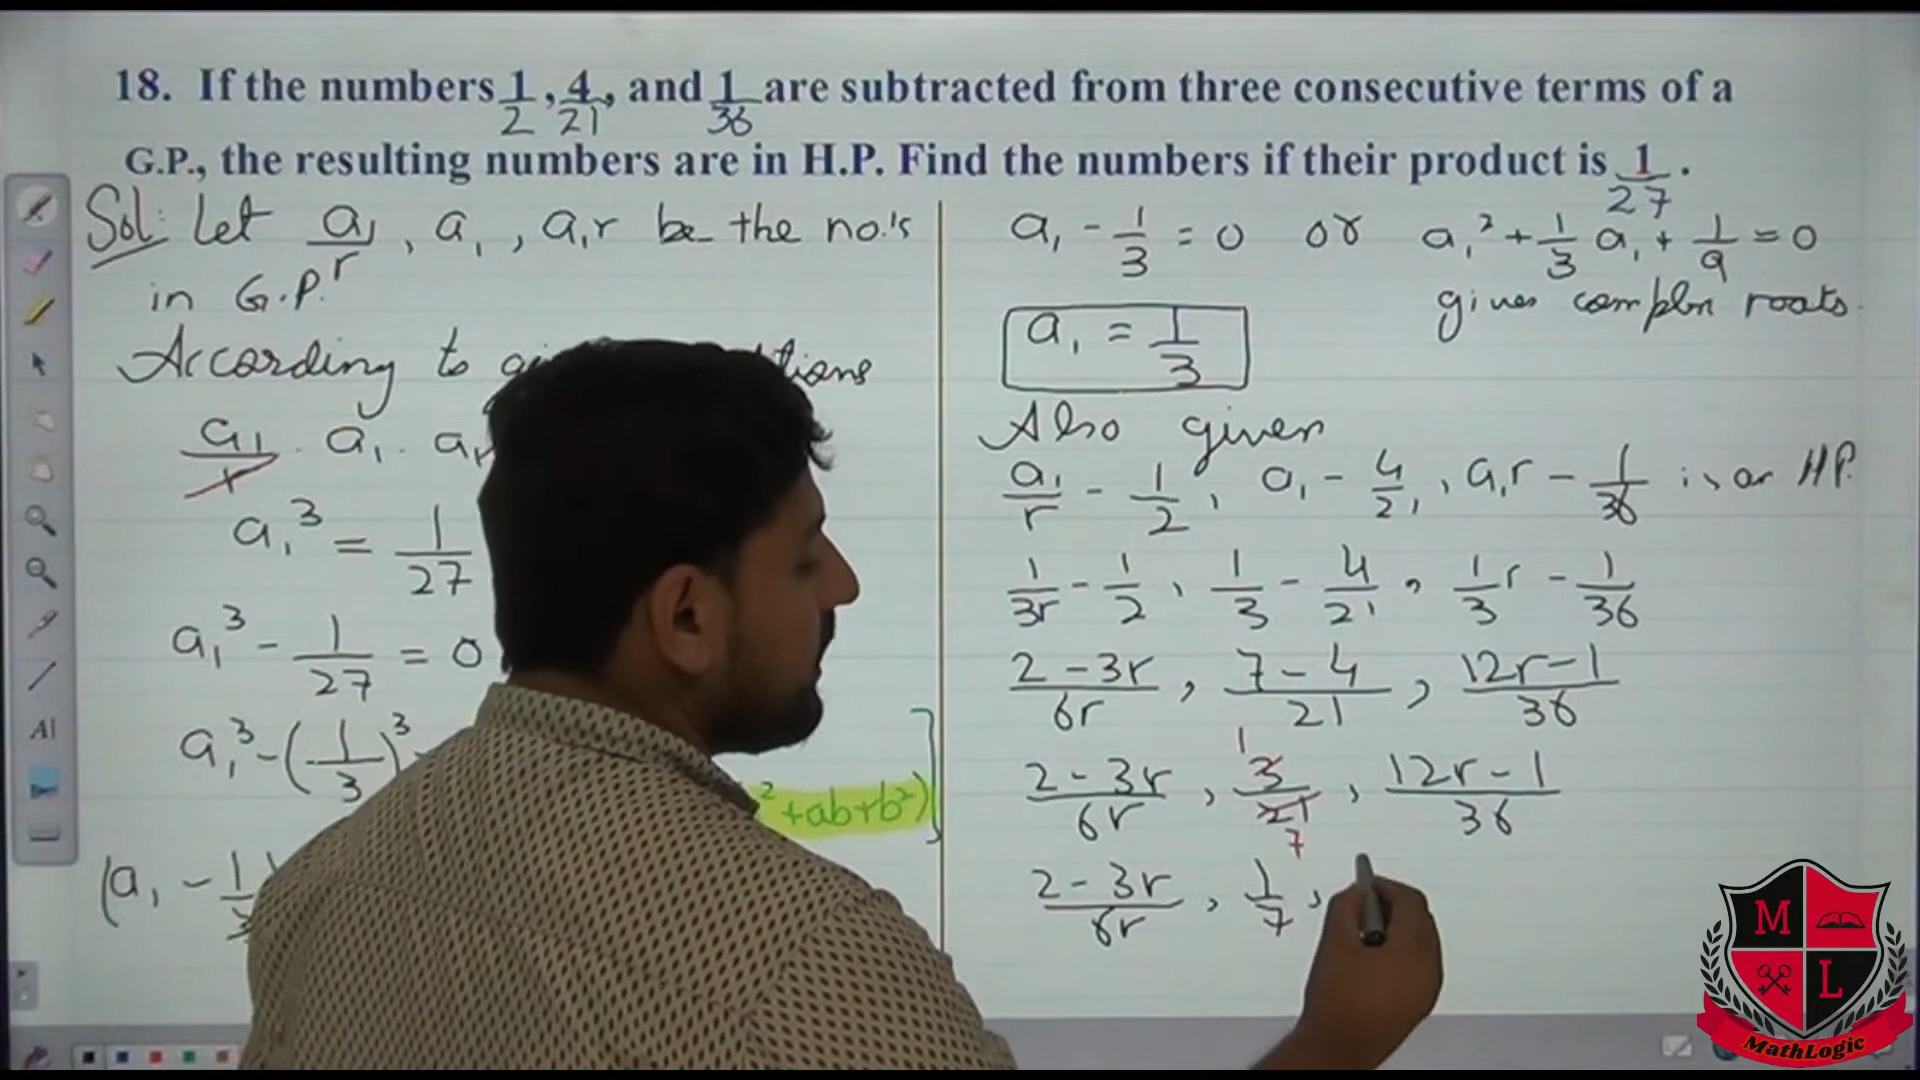 18. If the numbers 1/2, 4/21, and 1/36 are subtracted from three consecutive terms of a
G.P., the resulting numbers are in H.P. Find the numbers if their product is 1/27.
Sol: Let a₁/r, a₁, a₁r be the no.'s
in G.P.
According to
a₁/r · a₁ ·
a₁³ = 1/27
a₁³ - 1/27 = 0
a₁³ - (1/3)³
²+ab+b²)]
(a₁ - 1/3
a₁ - 1/3 = 0 or a₁² + 1/3 a₁ + 1/9 = 0
gives complex roots.
a₁ = 1/3
Also given
a₁/r - 1/2, a₁ - 4/21, a₁r - 1/36 is an HP.
1/3r - 1/2, 1/3 - 4/21, 1/3 r - 1/36
2-3r/6r, 7-4/21, 12r-1/36
1
2-3r/6r, 3/21, 12r-1/36
7
2-3r/6r, 1/7,
A|
M
L
MathLogic